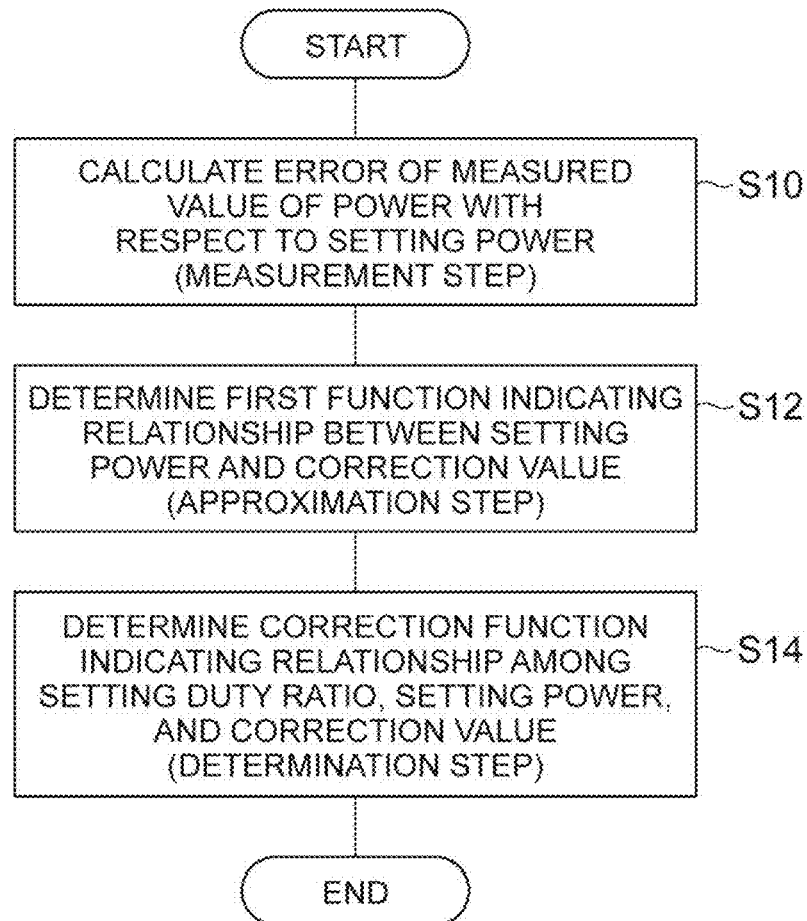 START
CALCULATE ERROR OF MEASURED
VALUE OF POWER WITH
RESPECT TO SETTING POWER
(MEASUREMENT STEP)
S10
DETERMINE FIRST FUNCTION INDICATING
RELATIONSHIP BETWEEN SETTING
POWER AND CORRECTION VALUE
(APPROXIMATION STEP)
S12
DETERMINE CORRECTION FUNCTION
INDICATING RELATIONSHIP AMONG
SETTING DUTY RATIO, SETTING POWER,
AND CORRECTION VALUE
(DETERMINATION STEP)
S14
END